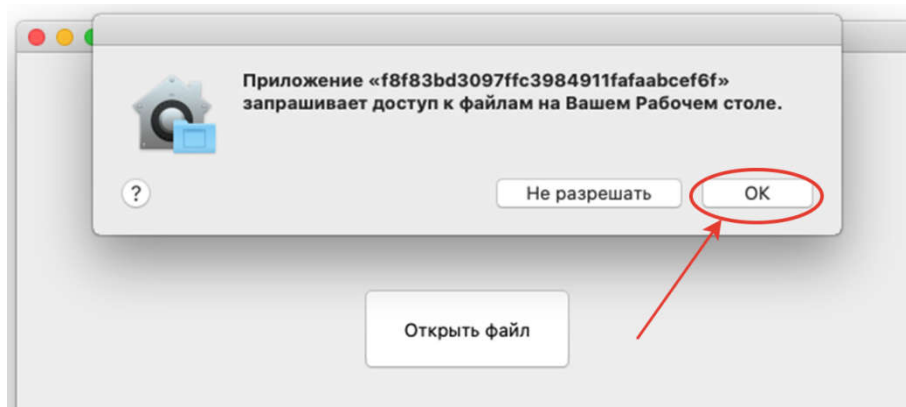 Приложение «f8f83bd3097ffc3984911fafaabcef6f»
запрашивает доступ к файлам на Вашем Рабочем столе.
?
Не разрешать
OK
Открыть файл